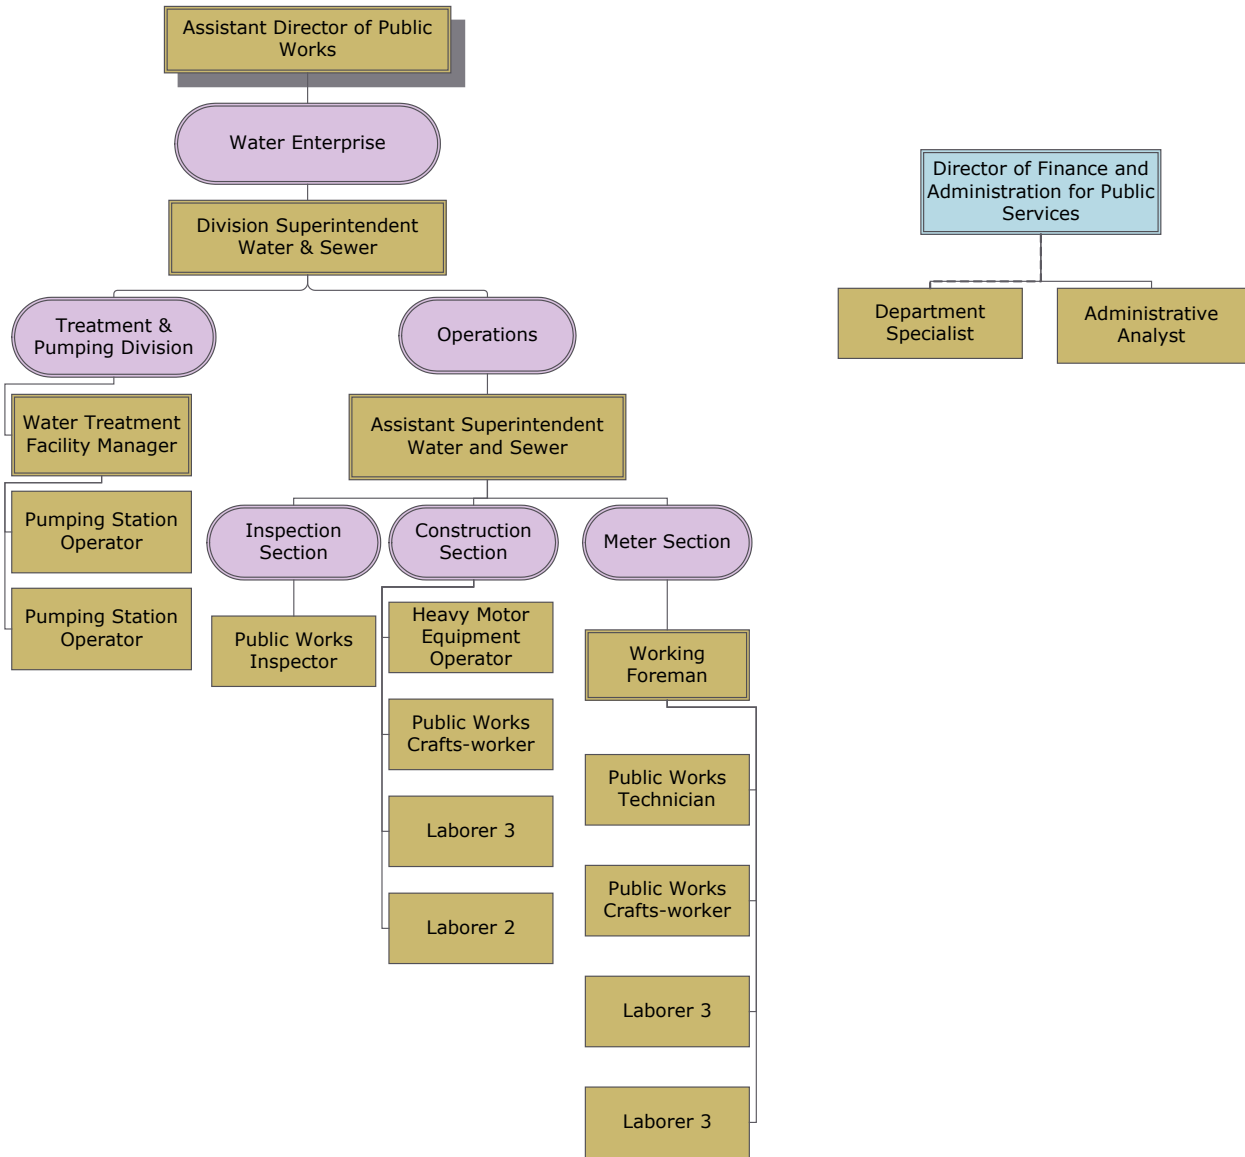 Assistant Director of Public
Works
Water Enterprise
Division Superintendent
Water & Sewer
Director of Finance and
Administration for Public
Services
Department
Specialist
Administrative
Analyst
Treatment &
Pumping Division
Operations
Water Treatment
Facility Manager
Assistant Superintendent
Water and Sewer
Pumping Station
Operator
Pumping Station
Operator
Inspection
Section
Construction
Section
Meter Section
Public Works
Inspector
Heavy Motor
Equipment
Operator
Public Works
Crafts-worker
Laborer 3
Laborer 2
Working
Foreman
Public Works
Technician
Public Works
Crafts-worker
Laborer 3
Laborer 3